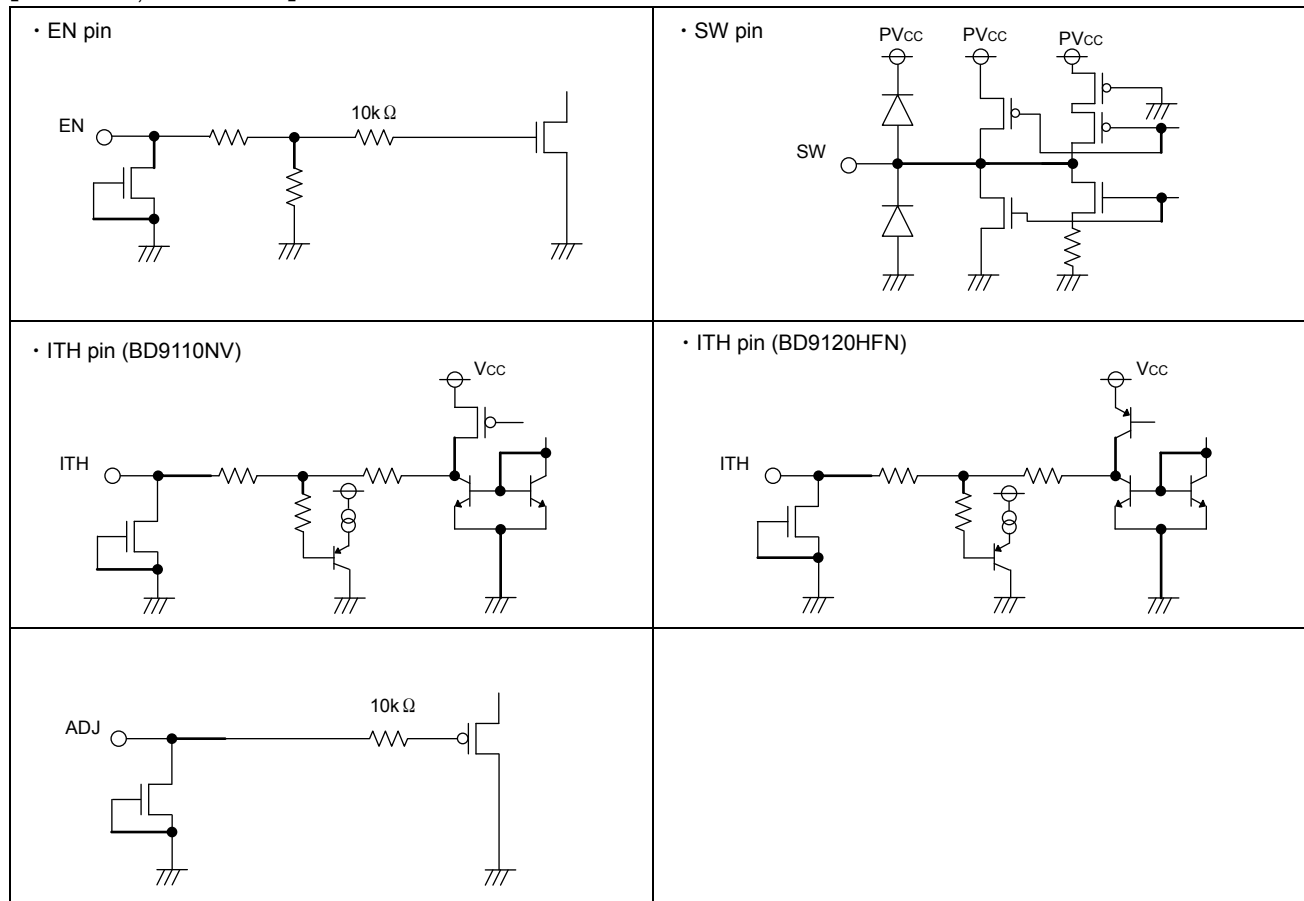 ・EN pin
10kΩ
EN
・SW pin
PVCC PVCC PVCC
SW
・ITH pin (BD9110NV)
VCC
ITH
・ITH pin (BD9120HFN)
VCC
ITH
10kΩ
ADJ